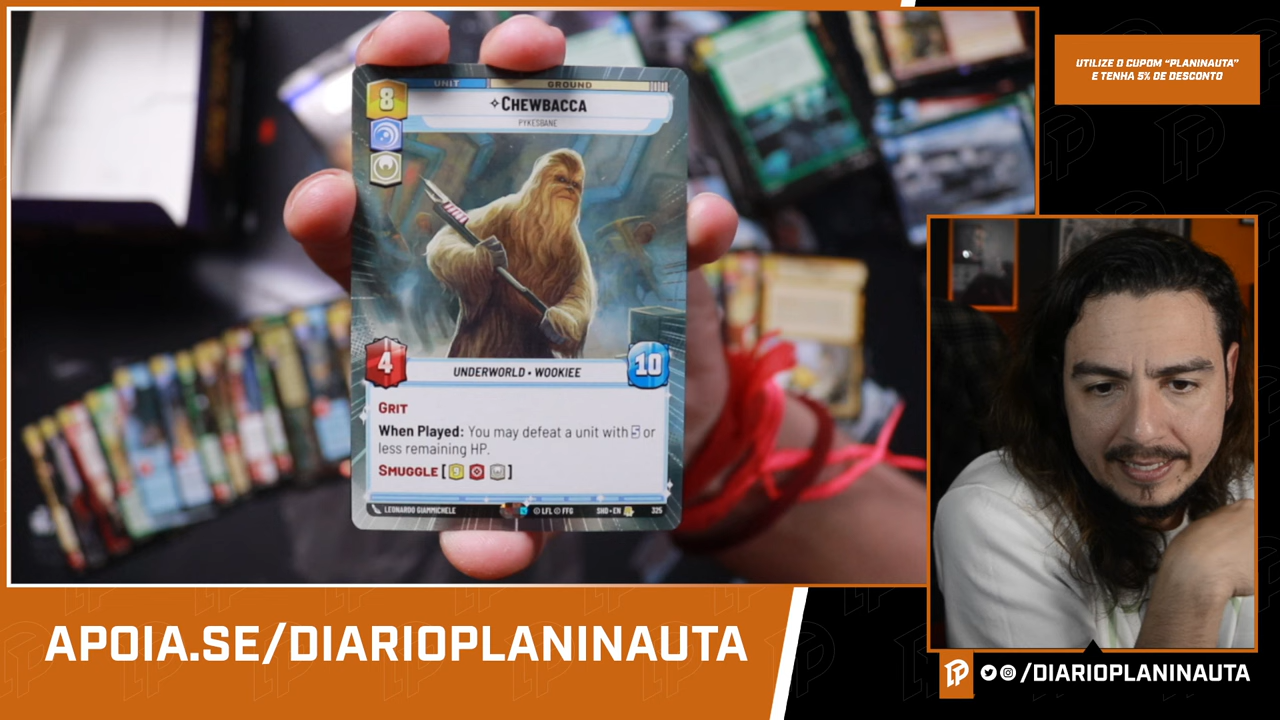 UNIT GROUND
8
CHEWBACCA
PYKESBANE
4
UNDERWORLD • WOOKIEE
10
GRIT
When Played: You may defeat a unit with 5 or
less remaining HP.
SMUGGLE [9]
LEONARDO GIAMMICHELE
© LFL © FFG
SHD • EN
325
UTILIZE O CUPOM “PLANINAUTA”
E TENHA 5% DE DESCONTO
APOIA.SE/DIARIOPLANINAUTA
/DIARIOPLANINAUTA